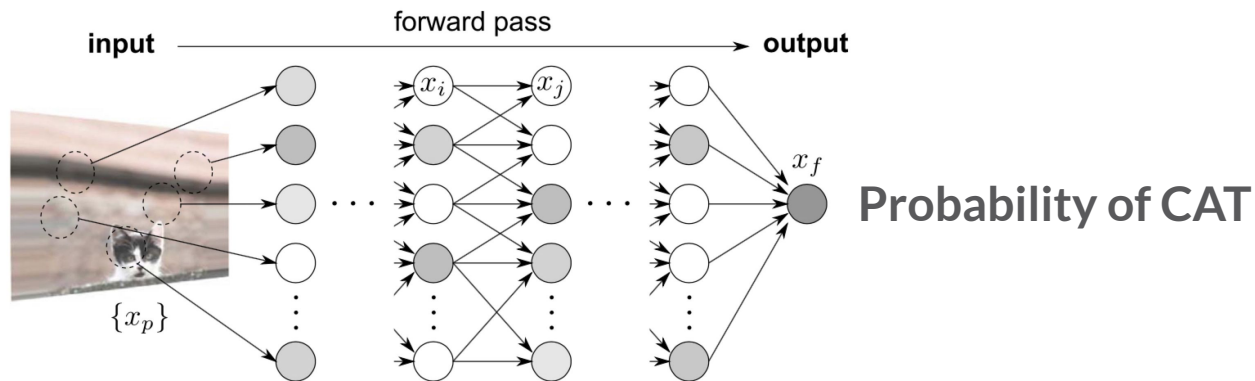 forward pass
input
output
x_i
x_j
x_f
Probability of CAT
{x_p}